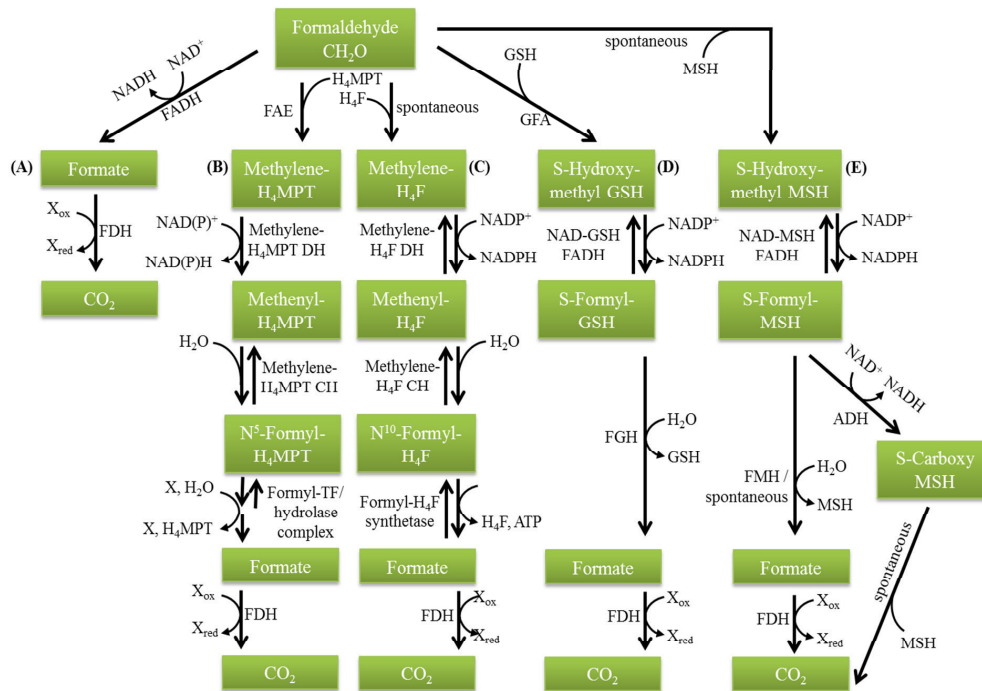 Formaldehyde
CH₂O
spontaneous
MSH
GSH
GFA
NADH
NAD⁺
FADH
H₄MPT
H₄F
FAE
spontaneous
(A)
Formate
(B)
Methylene-
H₄MPT
Methylene-
H₄F
(C)
S-Hydroxy-
methyl GSH
(D)
S-Hydroxy-
methyl MSH
(E)
Xox
FDH
Xred
CO₂
NAD(P)⁺
NAD(P)H
Methylene-
H₄MPT DH
Methylene-
H₄F DH
NADP⁺
NADPH
NAD-GSH
FADH
NADP⁺
NADPH
NAD-MSH
FADH
NADP⁺
NADPH
Methenyl-
H₄MPT
Methenyl-
H₄F
S-Formyl-
GSH
S-Formyl-
MSH
H₂O
Methylene-
H₄MPT CH
Methylene-
H₄F CH
H₂O
NAD⁺
NADH
ADH
N⁵-Formyl-
H₄MPT
N¹⁰-Formyl-
H₄F
FGH
H₂O
GSH
S-Carboxy
MSH
X, H₂O
X, H₄MPT
Formyl-TF/
hydrolase
complex
Formyl-H₄F
synthetase
H₄F, ATP
FMH /
spontaneous
H₂O
MSH
Formate
Formate
Formate
Formate
spontaneous
MSH
Xox
Xred
FDH
FDH
Xox
Xred
FDH
Xox
Xred
FDH
Xox
Xred
CO₂
CO₂
CO₂
CO₂